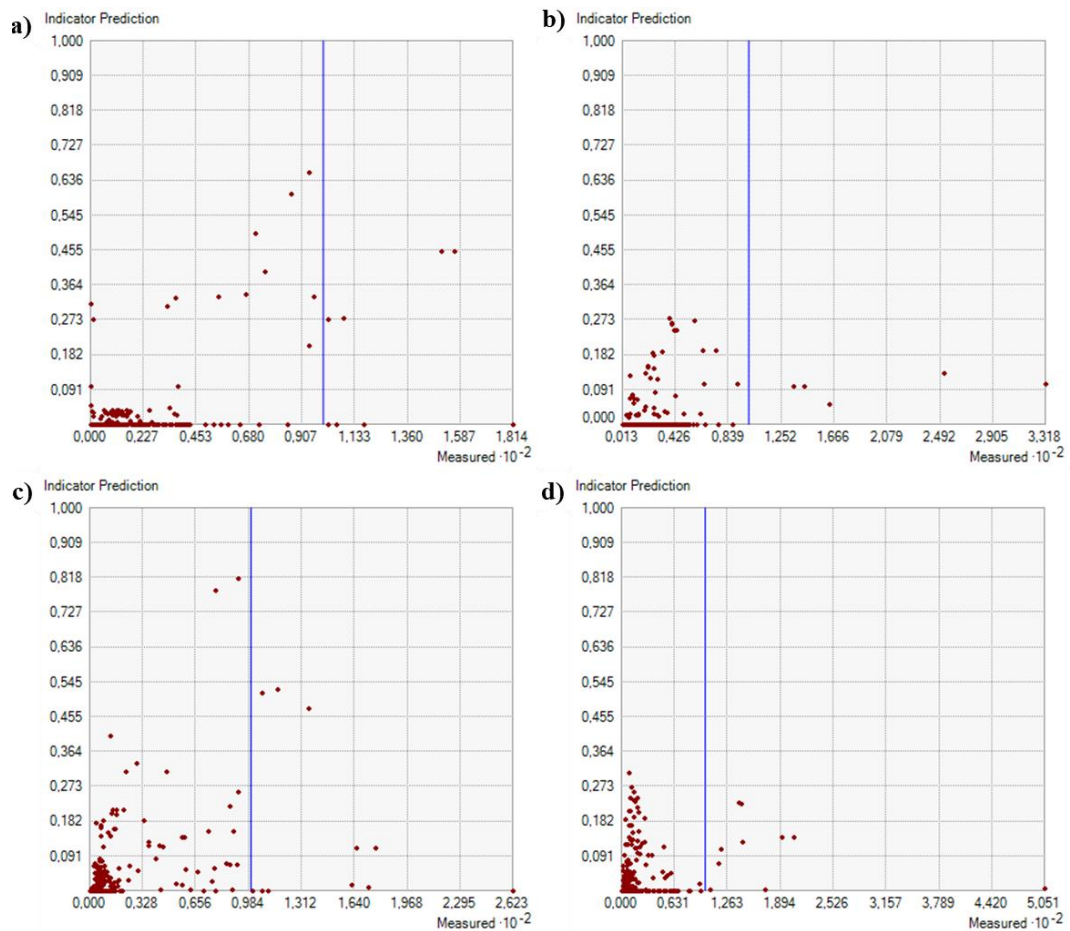 a)
Indicator Prediction
1,000
0,909
0,818
0,727
0,636
0,545
0,455
0,364
0,273
0,182
0,091
0,000 0,227 0,453 0,680 0,907 1,133 1,360 1,587 1,814
Measured ·10⁻²
b)
Indicator Prediction
1,000
0,909
0,818
0,727
0,636
0,545
0,455
0,364
0,273
0,182
0,091
0,000
0,013 0,426 0,839 1,252 1,666 2,079 2,492 2,905 3,318
Measured ·10⁻²
c)
Indicator Prediction
1,000
0,909
0,818
0,727
0,636
0,545
0,455
0,364
0,273
0,182
0,091
0,000 0,328 0,656 0,984 1,312 1,640 1,968 2,295 2,623
Measured ·10⁻²
d)
Indicator Prediction
1,000
0,909
0,818
0,727
0,636
0,545
0,455
0,364
0,273
0,182
0,091
0,000 0,631 1,263 1,894 2,526 3,157 3,789 4,420 5,051
Measured ·10⁻²